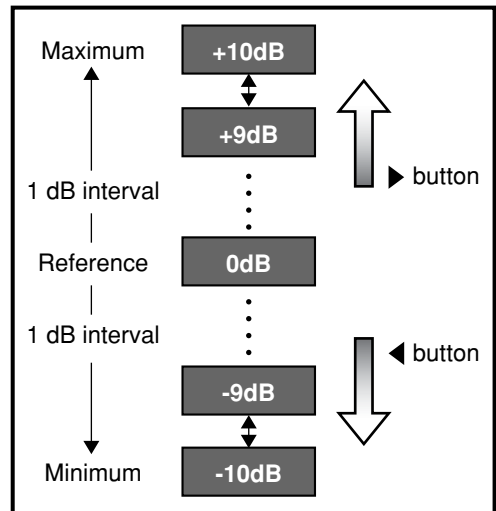 Maximum
+10dB
+9dB
► button
1 dB interval
Reference
0dB
1 dB interval
◄ button
-9dB
Minimum
-10dB